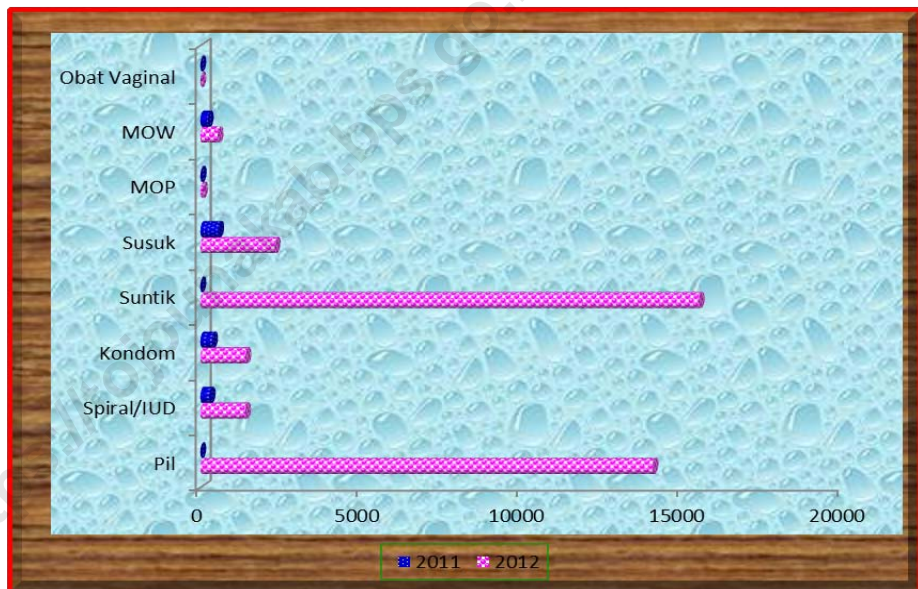 Obat Vaginal
MOW
MOP
Susuk
Suntik
Kondom
Spiral/IUD
Pil
0 5000 10000 15000 20000
2011 2012